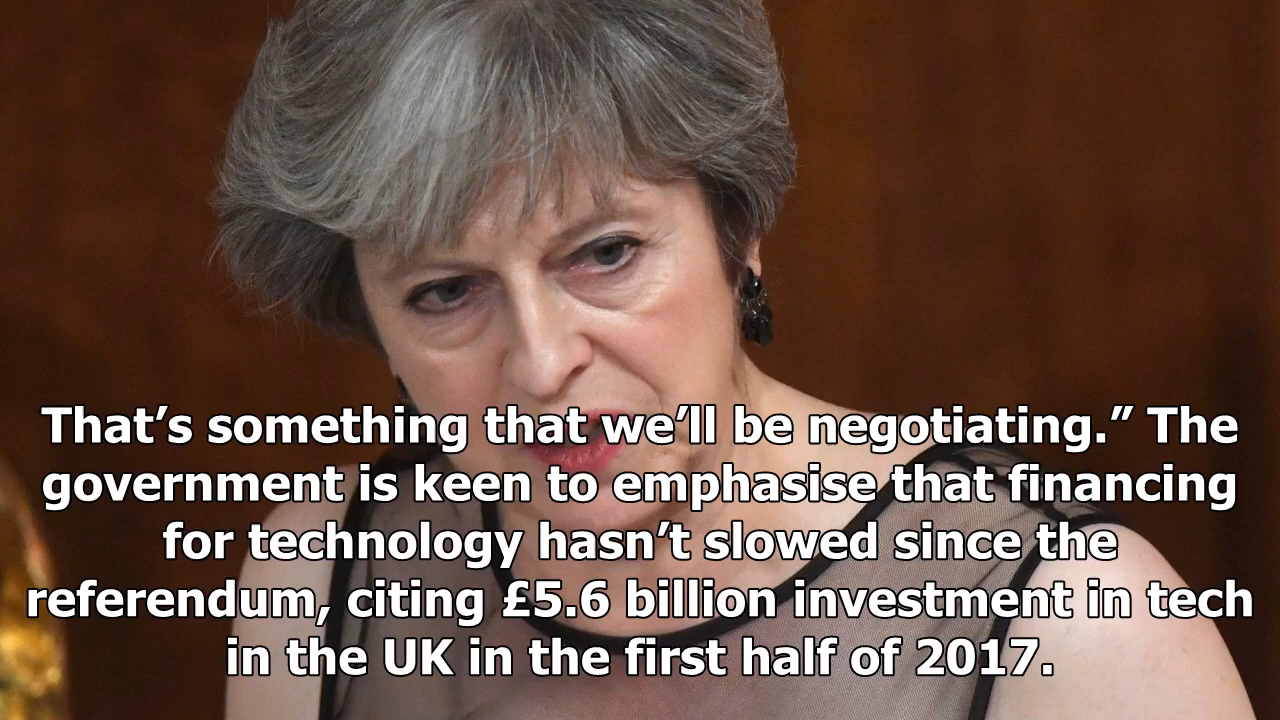 That’s something that we’ll be negotiating.” The
government is keen to emphasise that financing
for technology hasn’t slowed since the
referendum, citing £5.6 billion investment in tech
in the UK in the first half of 2017.